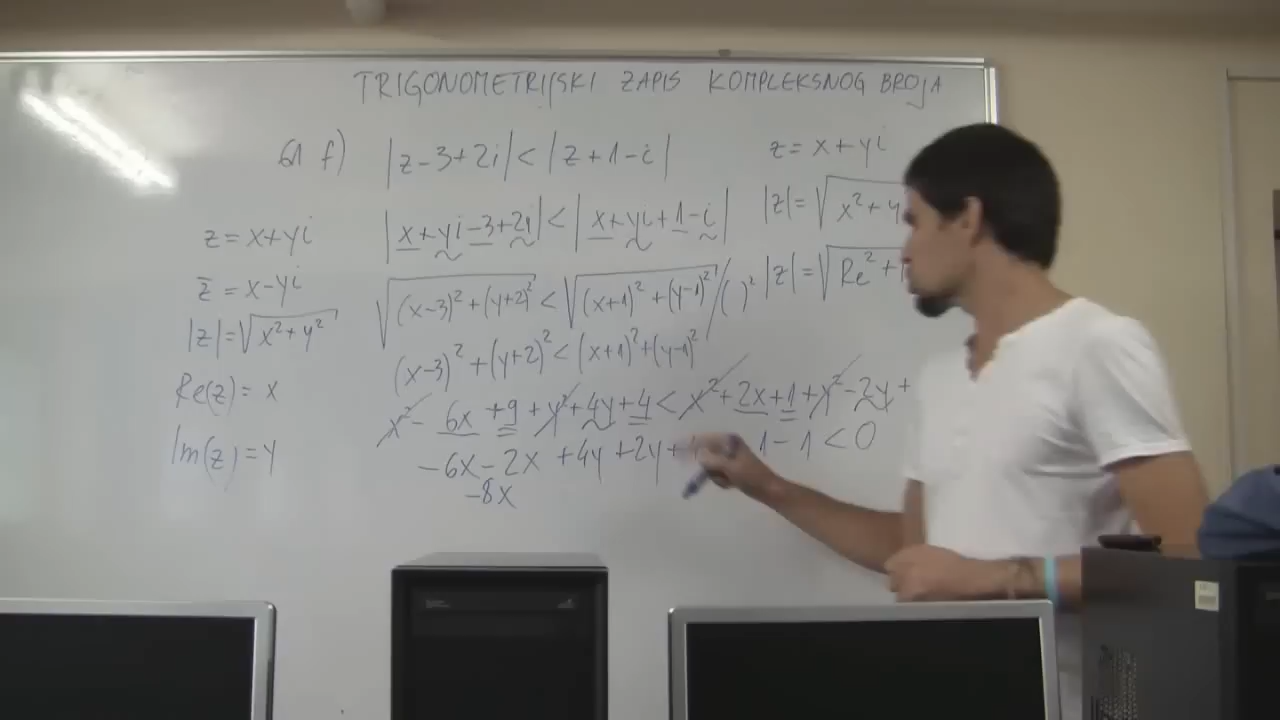 TRIGONOMETRIJSKI ZAPIS KOMPLEKSNOG BROJA
61 f) |z-3+2i| < |z+1-i|
|x+yi-3+2i| < |x+yi+1-i|
√((x-3)²+(y+2)²) < √((x+1)²+(y-1)²) /( )²
(x-3)²+(y+2)² < (x+1)²+(y-1)²
x²-6x+9+y²+4y+4 < x²+2x+1+y²-2y+
-6x-2x+4y+2y+ 1-1<0
-8x
z=x+yi
z̄=x-yi
|z|=√(x²+y²)
Re(z)=x
Im(z)=y
z=x+yi
|z|=√(x²+y
|z|=√(Re²+